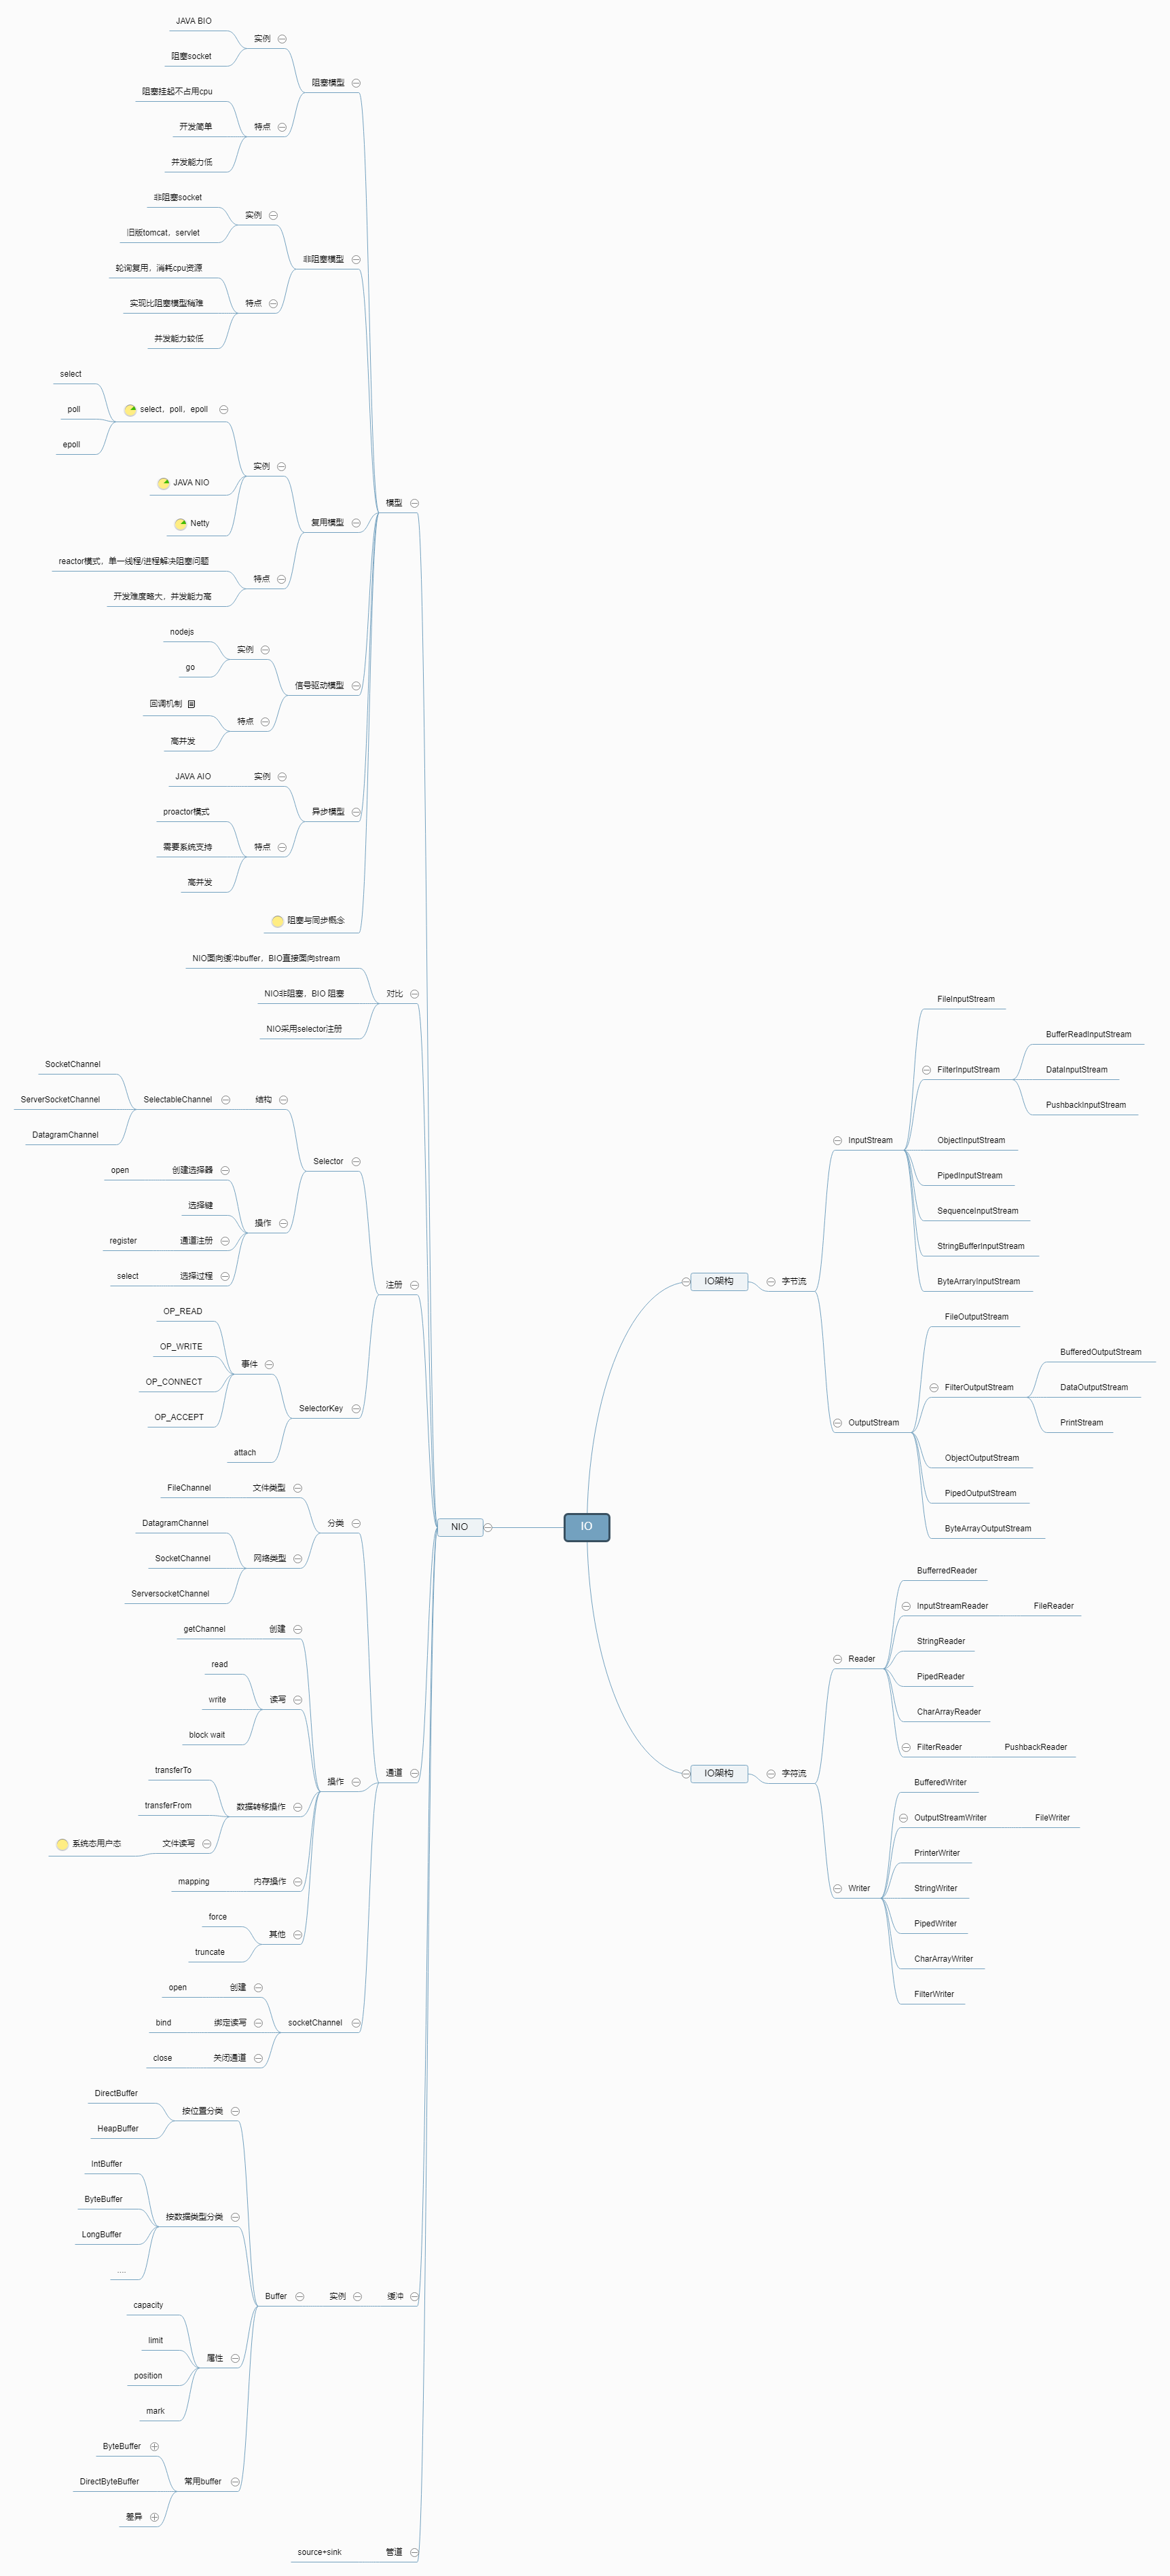 IO
IO架构
字节流
InputStream
FileInputStream
FilterInputStream
BufferReadInputStream
DataInputStream
PushbackInputStream
ObjectInputStream
PipedInputStream
SequenceInputStream
StringBufferInputStream
ByteArraryInputStream
OutputStream
FileOutputStream
FilterOutputStream
BufferedOutputStream
DataOutputStream
PrintStream
ObjectOutputStream
PipedOutputStream
ByteArrayOutputStream
IO架构
字符流
Reader
BufferredReader
InputStreamReader
FileReader
StringReader
PipedReader
CharArrayReader
FilterReader
PushbackReader
Writer
BufferedWriter
OutputStreamWriter
FileWriter
PrinterWriter
StringWriter
PipedWriter
CharArrayWriter
FilterWriter
NIO
模型
阻塞模型
实例
JAVA BIO
阻塞socket
特点
阻塞挂起不占用cpu
开发简单
并发能力低
非阻塞模型
实例
非阻塞socket
旧版tomcat，servlet
特点
轮询复用，消耗cpu资源
实现比阻塞模型稍难
并发能力较低
复用模型
实例
select，poll，epoll
select
poll
epoll
JAVA NIO
Netty
特点
reactor模式，单一线程/进程解决阻塞问题
开发难度略大，并发能力高
信号驱动模型
实例
nodejs
go
特点
回调机制
高并发
异步模型
实例
JAVA AIO
特点
proactor模式
需要系统支持
高并发
阻塞与同步概念
对比
NIO面向缓冲buffer，BIO直接面向stream
NIO非阻塞，BIO 阻塞
NIO采用selector注册
注册
Selector
结构
SelectableChannel
SocketChannel
ServerSocketChannel
DatagramChannel
操作
创建选择器
open
选择键
通道注册
register
选择过程
select
SelectorKey
事件
OP_READ
OP_WRITE
OP_CONNECT
OP_ACCEPT
attach
通道
分类
文件类型
FileChannel
网络类型
DatagramChannel
SocketChannel
ServersocketChannel
操作
创建
getChannel
读写
read
write
block wait
数据转移操作
transferTo
transferFrom
文件读写
系统态用户态
内存操作
mapping
其他
force
truncate
socketChannel
创建
open
绑定读写
bind
关闭通道
close
缓冲
实例
Buffer
按位置分类
DirectBuffer
HeapBuffer
按数据类型分类
IntBuffer
ByteBuffer
LongBuffer
....
属性
capacity
limit
position
mark
常用buffer
ByteBuffer
DirectByteBuffer
差异
管道
source+sink